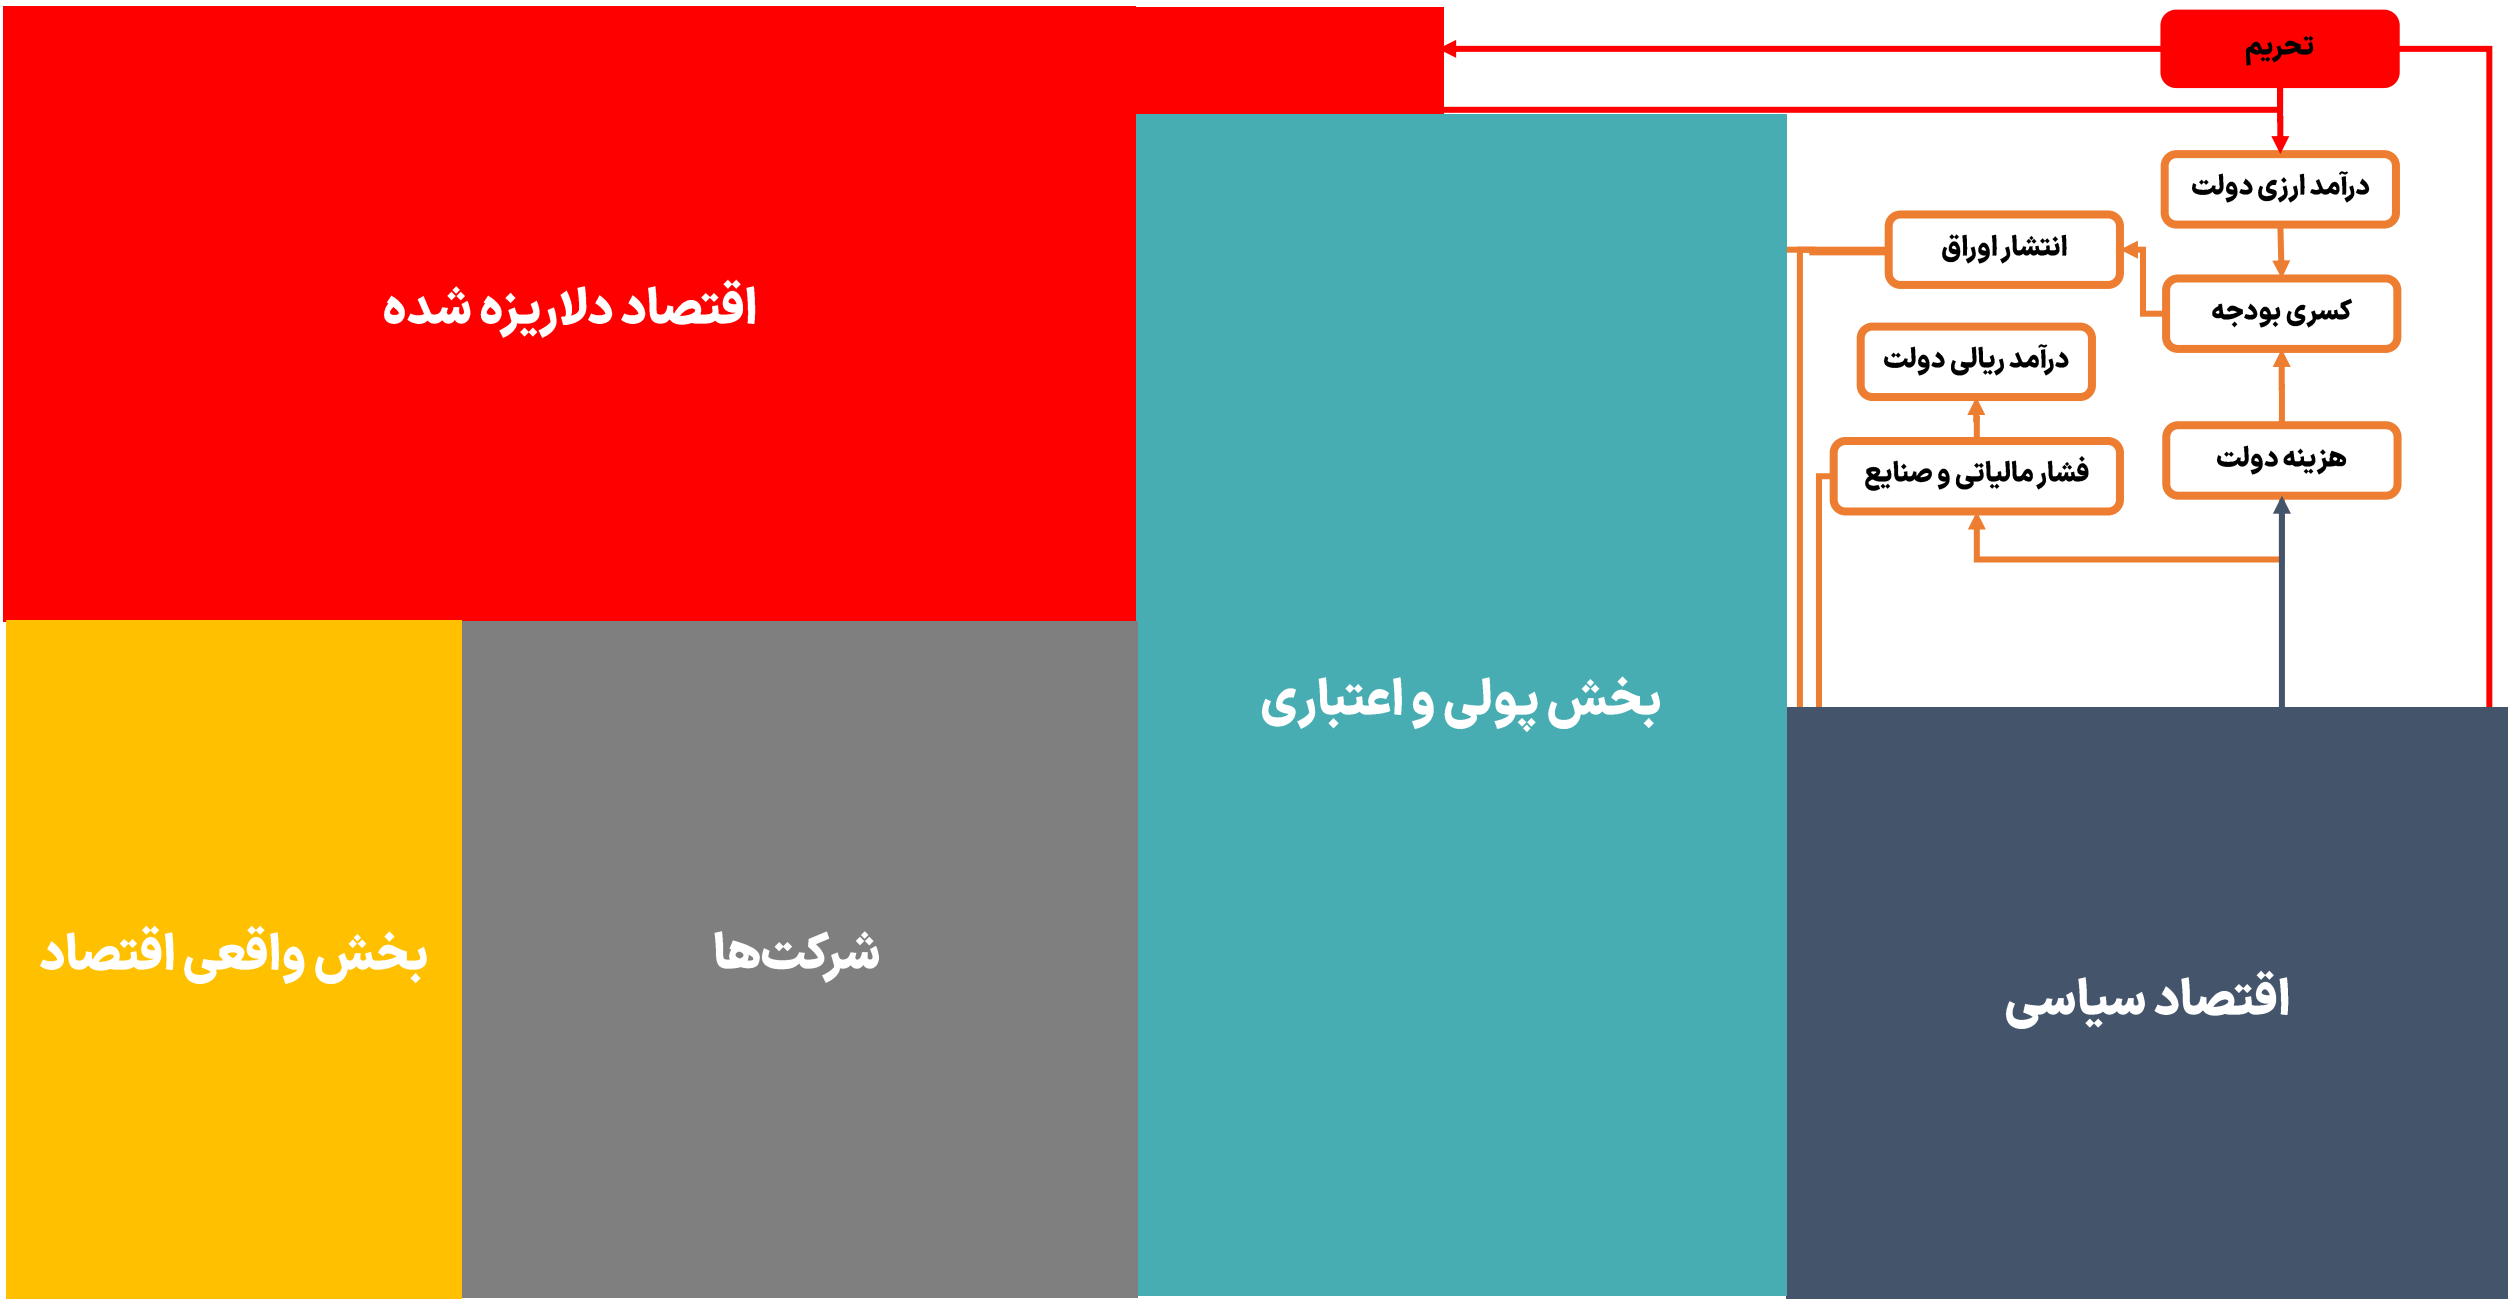 تحریم
درآمد ارزی دولت
انتشار اوراق
کسری بودجه
درآمد ریالی دولت
هزینه دولت
فشار مالیاتی و صنایع
اقتصاد دلاریزه شده
بخش پولی و اعتباری
اقتصاد سیاسی
شرکت‌ها
بخش واقعی اقتصاد